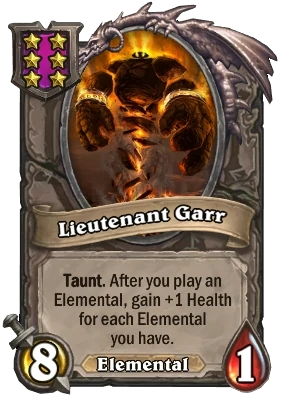 Lieutenant Garr
Taunt. After you play an
Elemental, gain +1 Health
for each Elemental
you have.
8
Elemental
1